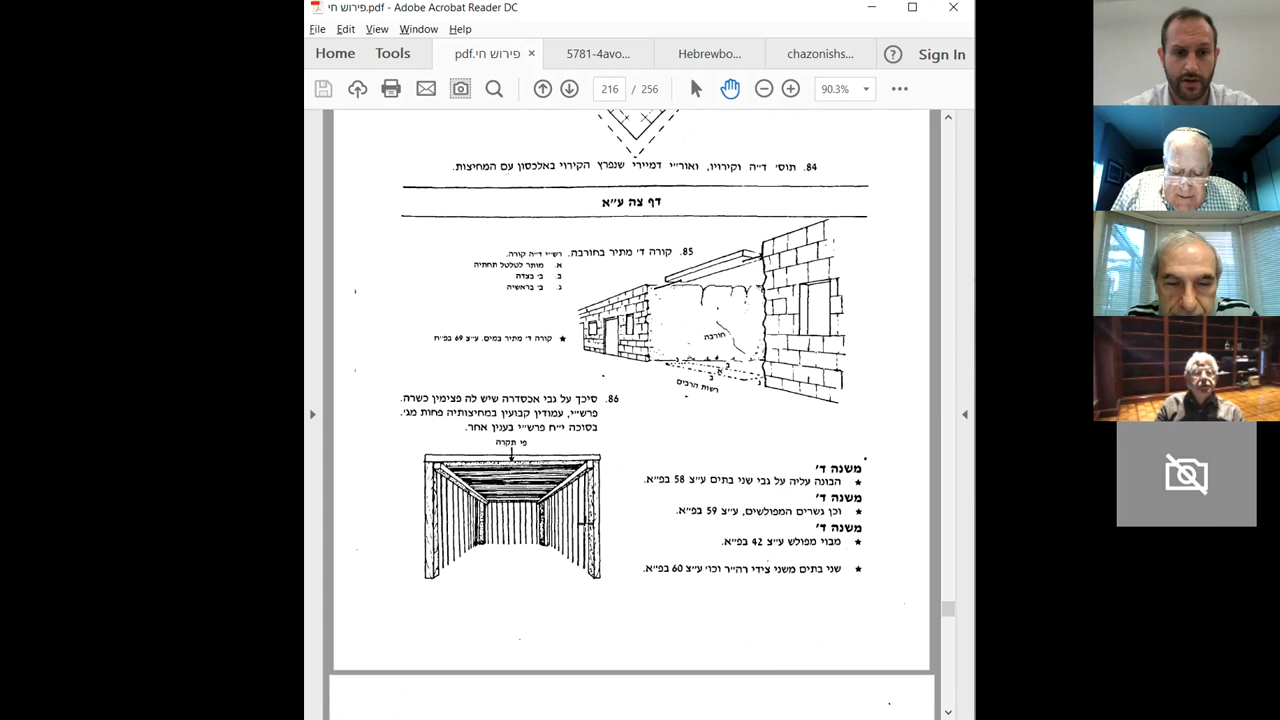 פירוש חי.pdf - Adobe Acrobat Reader DC
File Edit View Window Help
Home Tools פירוש חי.pdf × 5781-4avo... Hebrewbo... chazonishs... Sign In
216 / 256 90.3%
84. תוס׳ ד״ה וקירויו, ואור״י דמיירי שנפרץ הקירוי באלכסון עם המחיצות.
דף צה ע״א
85. קורה ד׳ מתיר בחורבה. רש״י ד״ה קורה.
א. מותר לטלטל תחתיה
ב. ב׳ בצדה
ג. ב׳ בראשיה
חורבה
★ קורה ד׳ מתיר במים. ע״צ 69 בפ״ח
א
ב
ג
רשות הרבים
86. סיכך על גבי אכסדרה שיש לה פצימין כשרה.
פרש״י, עמודין קבועין במחיצותיה פחות מג׳.
בסוכה י״ח פרש״י בענין אחר.
פי תקרה
משנה ד׳
★ הבונה עליה על גבי שני בתים ע״צ 58 בפ״א.
משנה ד׳
★ וכן גשרים המפולשים, ע״צ 59 בפ״א.
משנה ד׳
★ מבוי מפולש ע״צ 42 בפ״א.
★ שני בתים משני צידי רה״ר וכו׳ ע״צ 60 בפ״א.